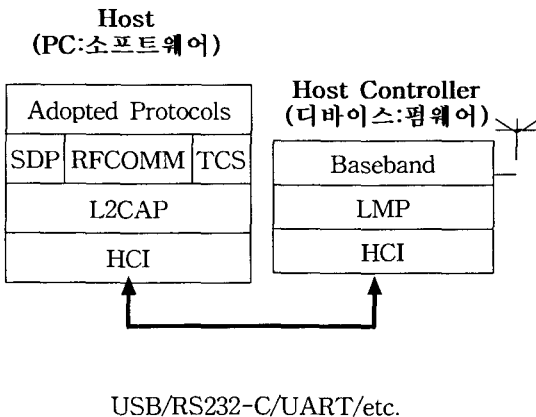 Host
(PC:소프트웨어)
Adopted Protocols
SDP RFCOMM TCS
L2CAP
HCI
Host Controller
(디바이스:펌웨어)
Baseband
LMP
HCI
USB/RS232-C/UART/etc.